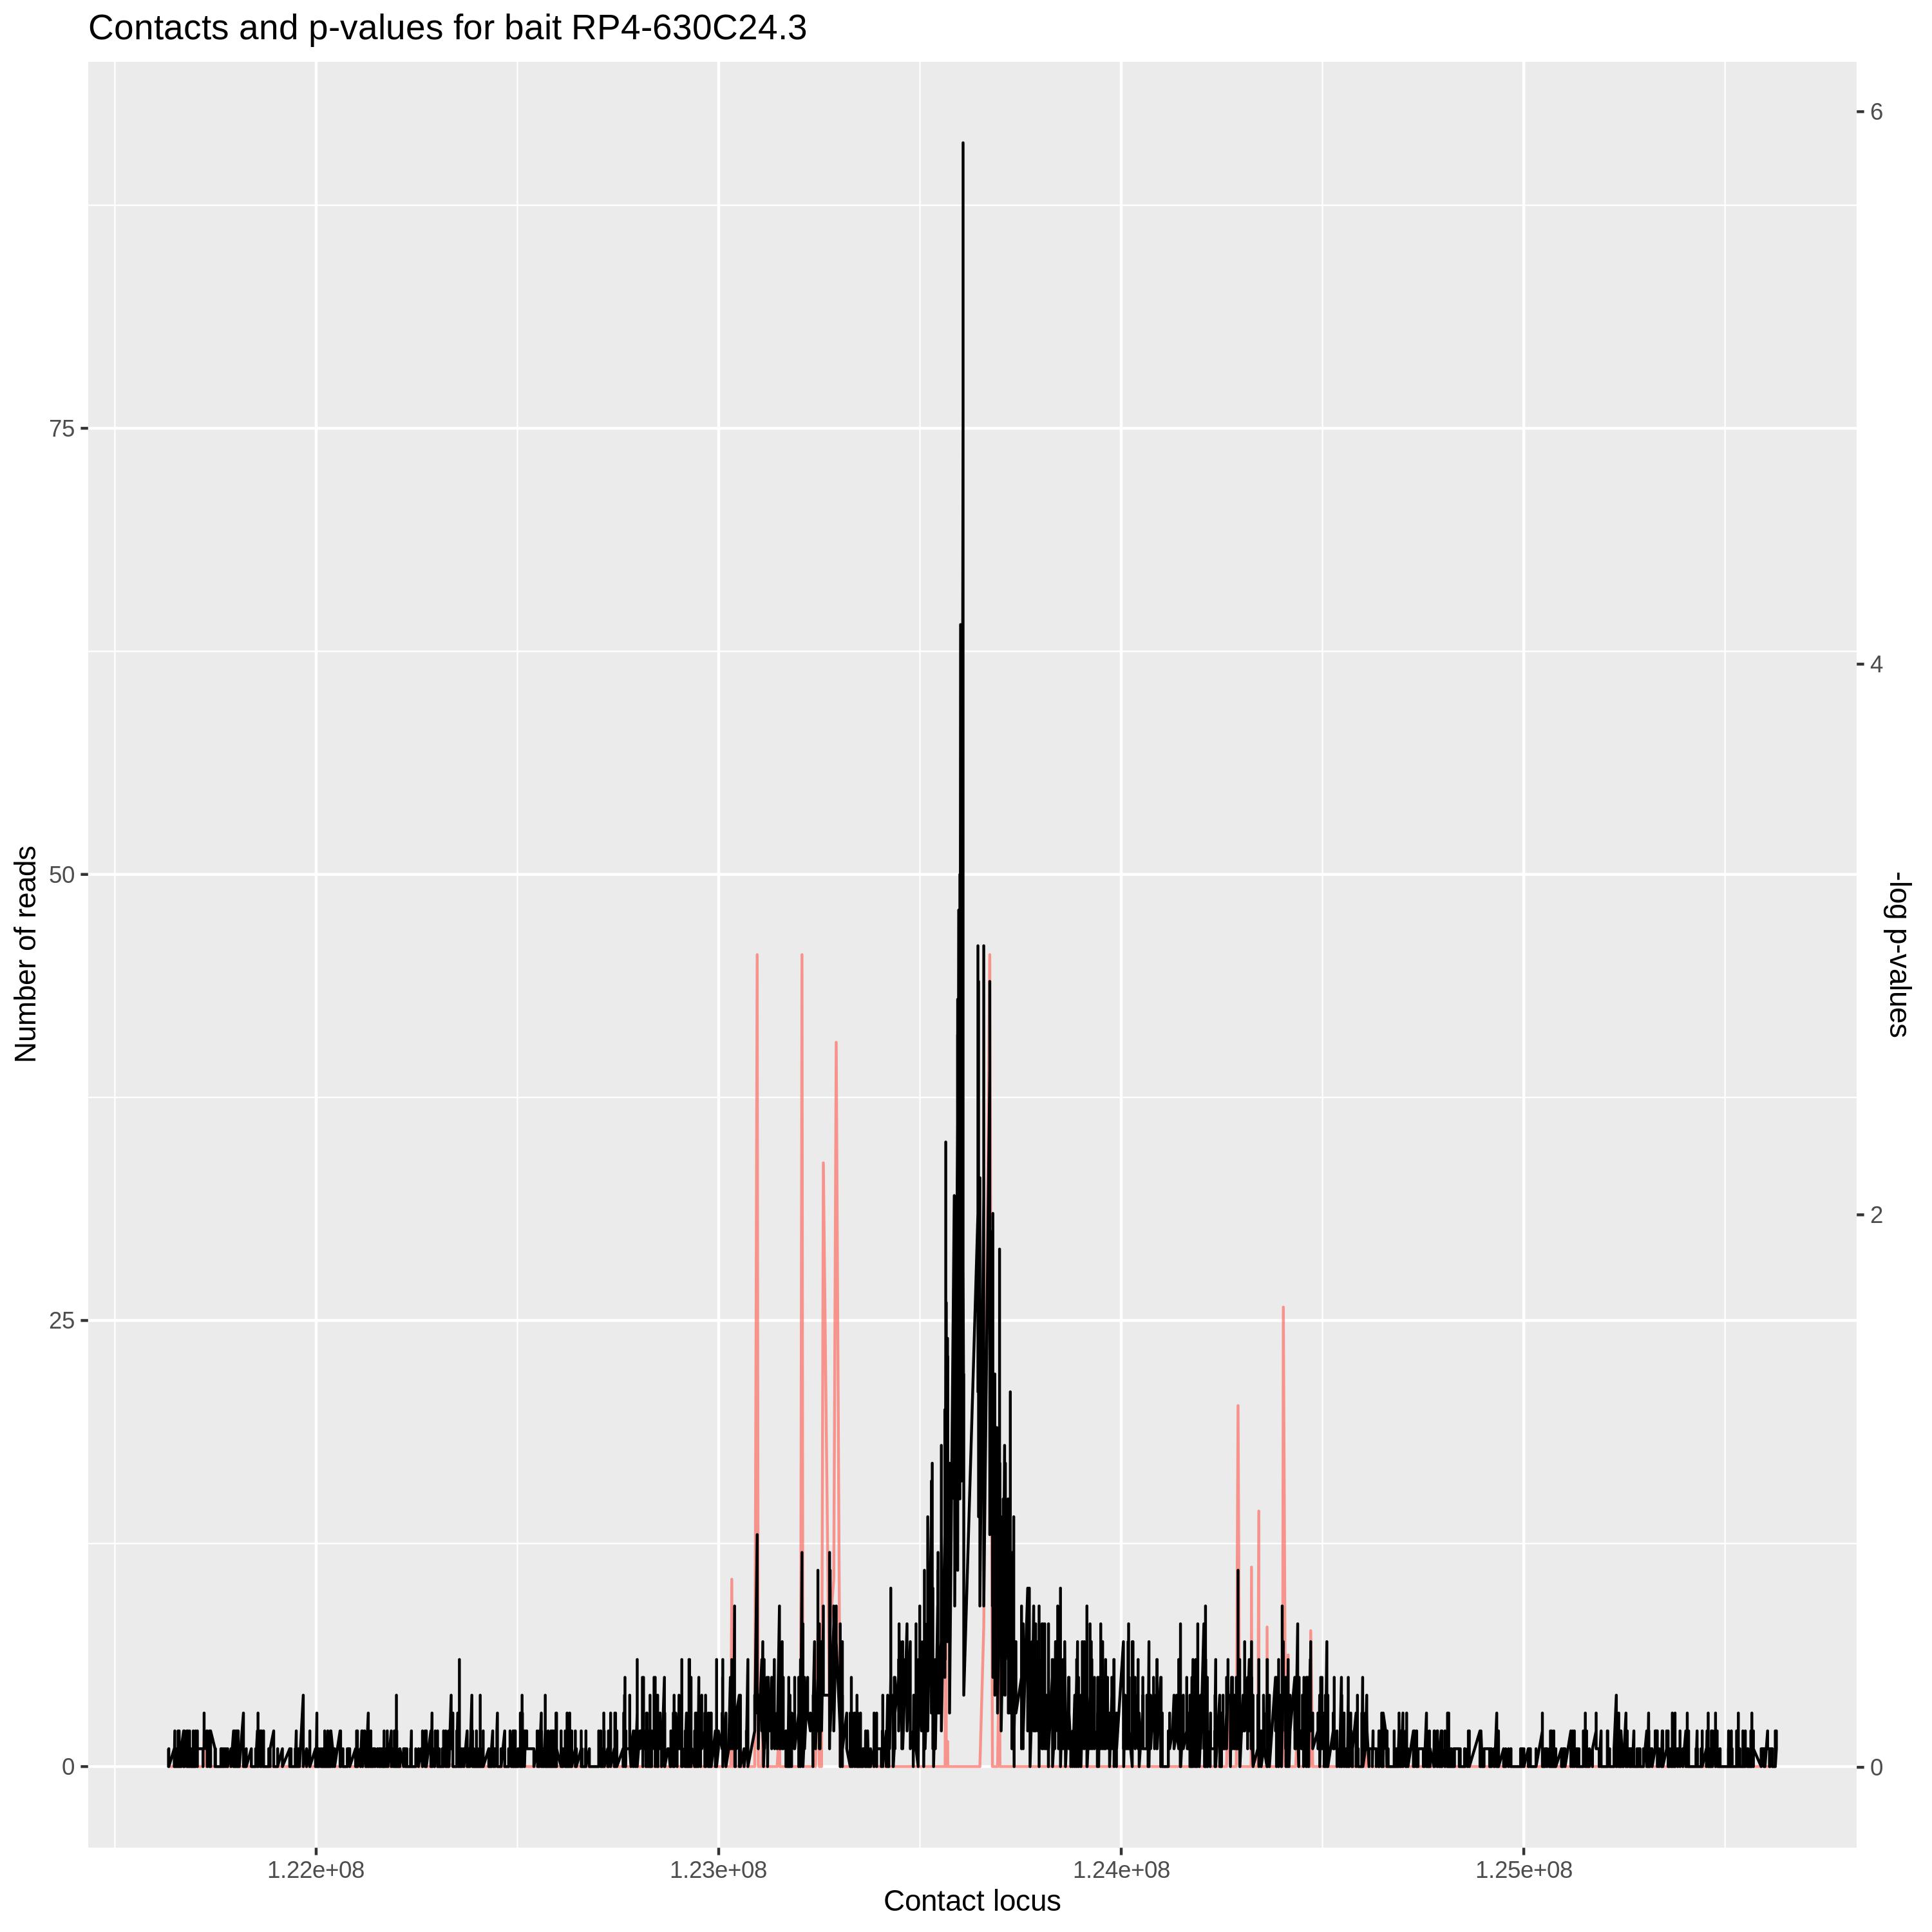 Contacts and p-values for bait RP4-630C24.3
6
75
4
50
Number of reads
-log p-values
2
25
0
0
1.22e+08
1.23e+08
1.24e+08
1.25e+08
Contact locus